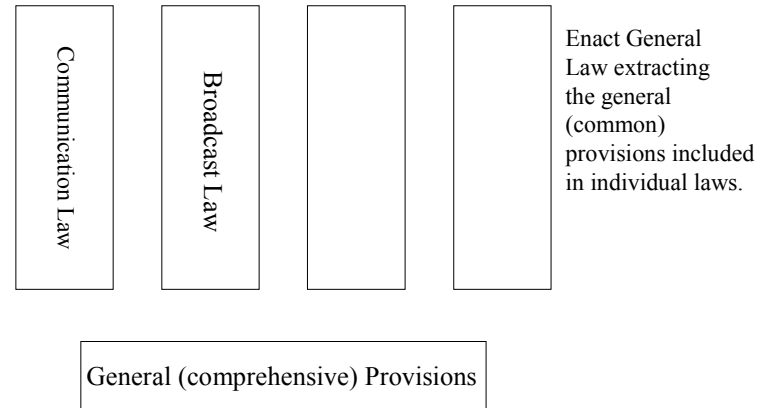 Communication Law
Broadcast Law
Enact General
Law extracting
the general
(common)
provisions included
in individual laws.
General (comprehensive) Provisions